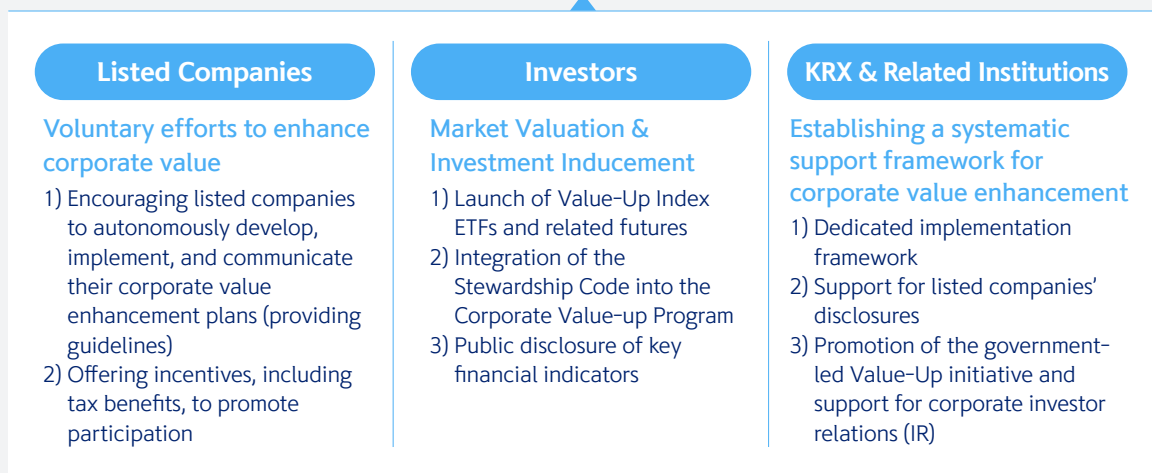 Listed Companies
Voluntary efforts to enhance
corporate value
1) Encouraging listed companies
to autonomously develop,
implement, and communicate
their corporate value
enhancement plans (providing
guidelines)
2) Offering incentives, including
tax benefits, to promote
participation
Investors
Market Valuation &
Investment Inducement
1) Launch of Value-Up Index
ETFs and related futures
2) Integration of the
Stewardship Code into the
Corporate Value-up Program
3) Public disclosure of key
financial indicators
KRX & Related Institutions
Establishing a systematic
support framework for
corporate value enhancement
1) Dedicated implementation
framework
2) Support for listed companies’
disclosures
3) Promotion of the government-
led Value-Up initiative and
support for corporate investor
relations (IR)